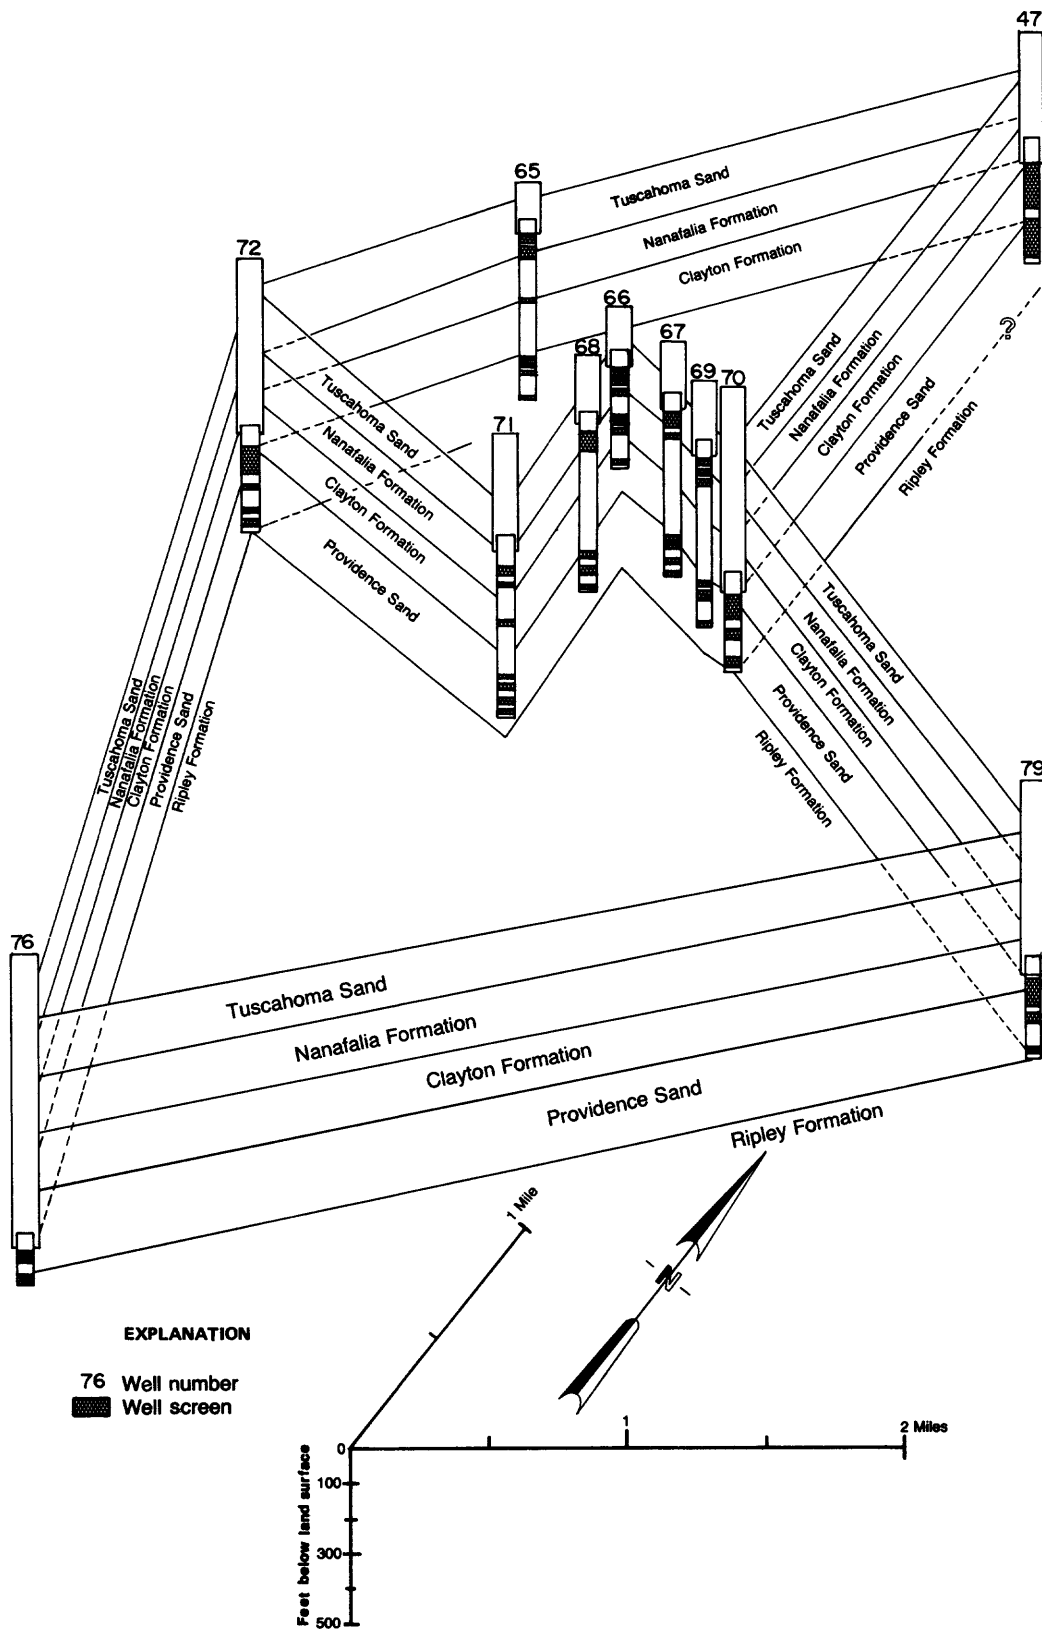 47
65
Tuscahoma Sand
Nanafalia Formation
72
Clayton Formation
66
67
68
69
70
Tuscahoma Sand
Nanafalia Formation
Clayton Formation
Providence Sand
Ripley Formation
?
71
Tuscahoma Sand
Nanafalia Formation
Clayton Formation
Providence Sand
Tuscahoma Sand
Nanafalia Formation
Clayton Formation
Providence Sand
Ripley Formation
Tuscahoma Sand
Nanafalia Formation
Clayton Formation
Providence Sand
Ripley Formation
79
76
Tuscahoma Sand
Nanafalia Formation
Clayton Formation
Providence Sand
Ripley Formation
1 Mile
N
EXPLANATION
76 Well number
Well screen
0
1
2 Miles
100
300
500
Feet below land surface